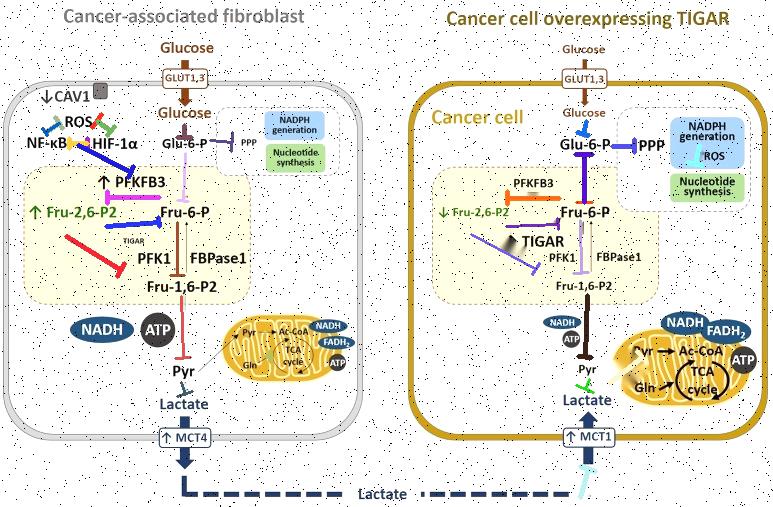 Cancer-associated fibroblast
Glucose
GLUT1,3
↓CAV1
Glucose
ROS
NF-κB
HIF-1α
Glu-6-P
PPP
NADPH
generation
Nucleotide
synthesis
↑ PFKFB3
↑ Fru-2,6-P2
Fru-6-P
TIGAR
PFK1
FBPase1
Fru-1,6-P2
NADH
ATP
Pyr
Lactate
↑ MCT4
Pyr
Ac-CoA
TCA
cycle
Gln
NADH
FADH2
ATP
Lactate
Cancer cell overexpressing TIGAR
Glucose
GLUT1,3
Glucose
Cancer cell
Glu-6-P
PPP
NADPH
generation
ROS
Nucleotide
synthesis
PFKFB3
↓ Fru-2,6-P2
Fru-6-P
TIGAR
PFK1
FBPase1
Fru-1,6-P2
NADH
ATP
Pyr
Lactate
↑ MCT1
Pyr
Ac-CoA
TCA
cycle
Gln
NADH
FADH2
ATP